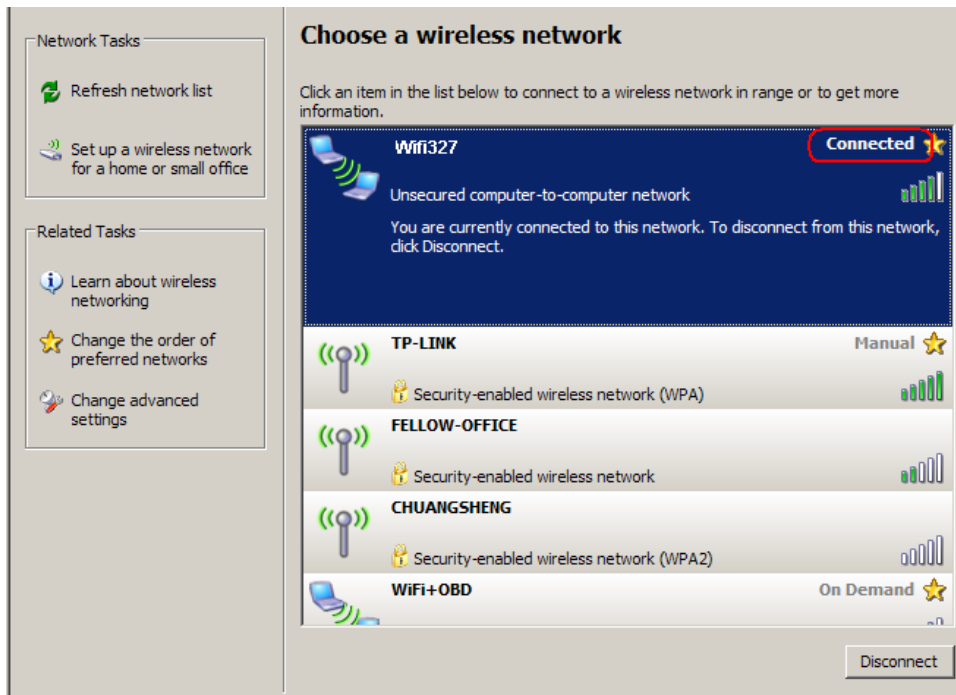 Network Tasks
Refresh network list
Set up a wireless network
for a home or small office
Related Tasks
Learn about wireless
networking
Change the order of
preferred networks
Change advanced
settings
Choose a wireless network
Click an item in the list below to connect to a wireless network in range or to get more
information.
Wifi327 Connected
Unsecured computer-to-computer network
You are currently connected to this network. To disconnect from this network,
click Disconnect.
TP-LINK Manual
Security-enabled wireless network (WPA)
FELLOW-OFFICE
Security-enabled wireless network
CHUANGSHENG
Security-enabled wireless network (WPA2)
WiFi+OBD On Demand
Disconnect